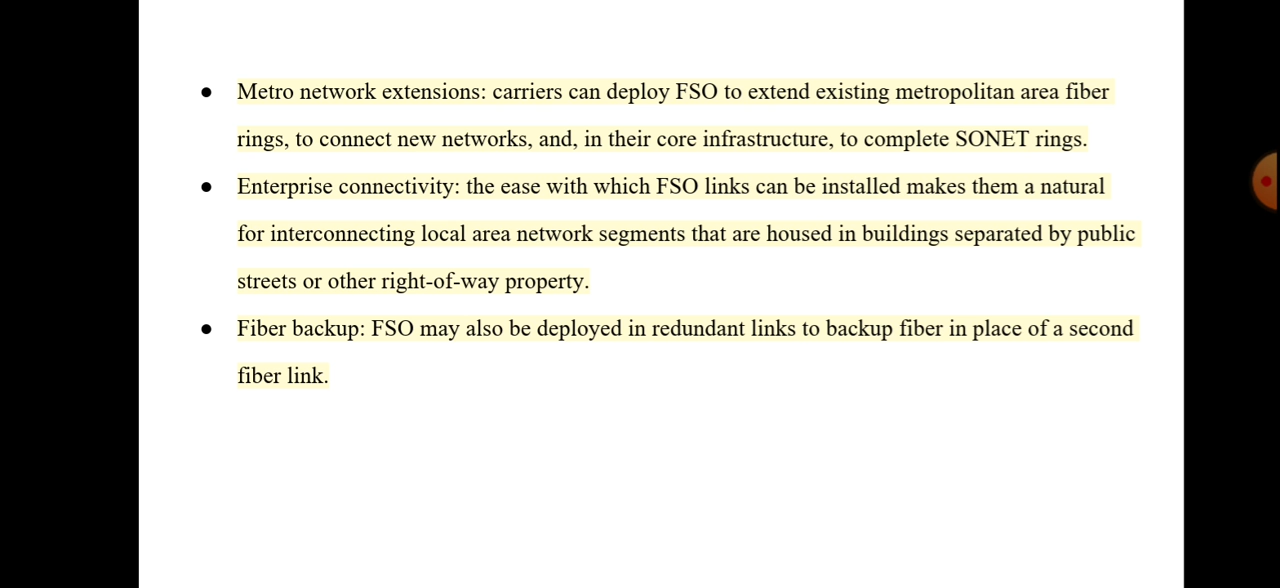 ● Metro network extensions: carriers can deploy FSO to extend existing metropolitan area fiber
rings, to connect new networks, and, in their core infrastructure, to complete SONET rings.
● Enterprise connectivity: the ease with which FSO links can be installed makes them a natural
for interconnecting local area network segments that are housed in buildings separated by public
streets or other right-of-way property.
● Fiber backup: FSO may also be deployed in redundant links to backup fiber in place of a second
fiber link.